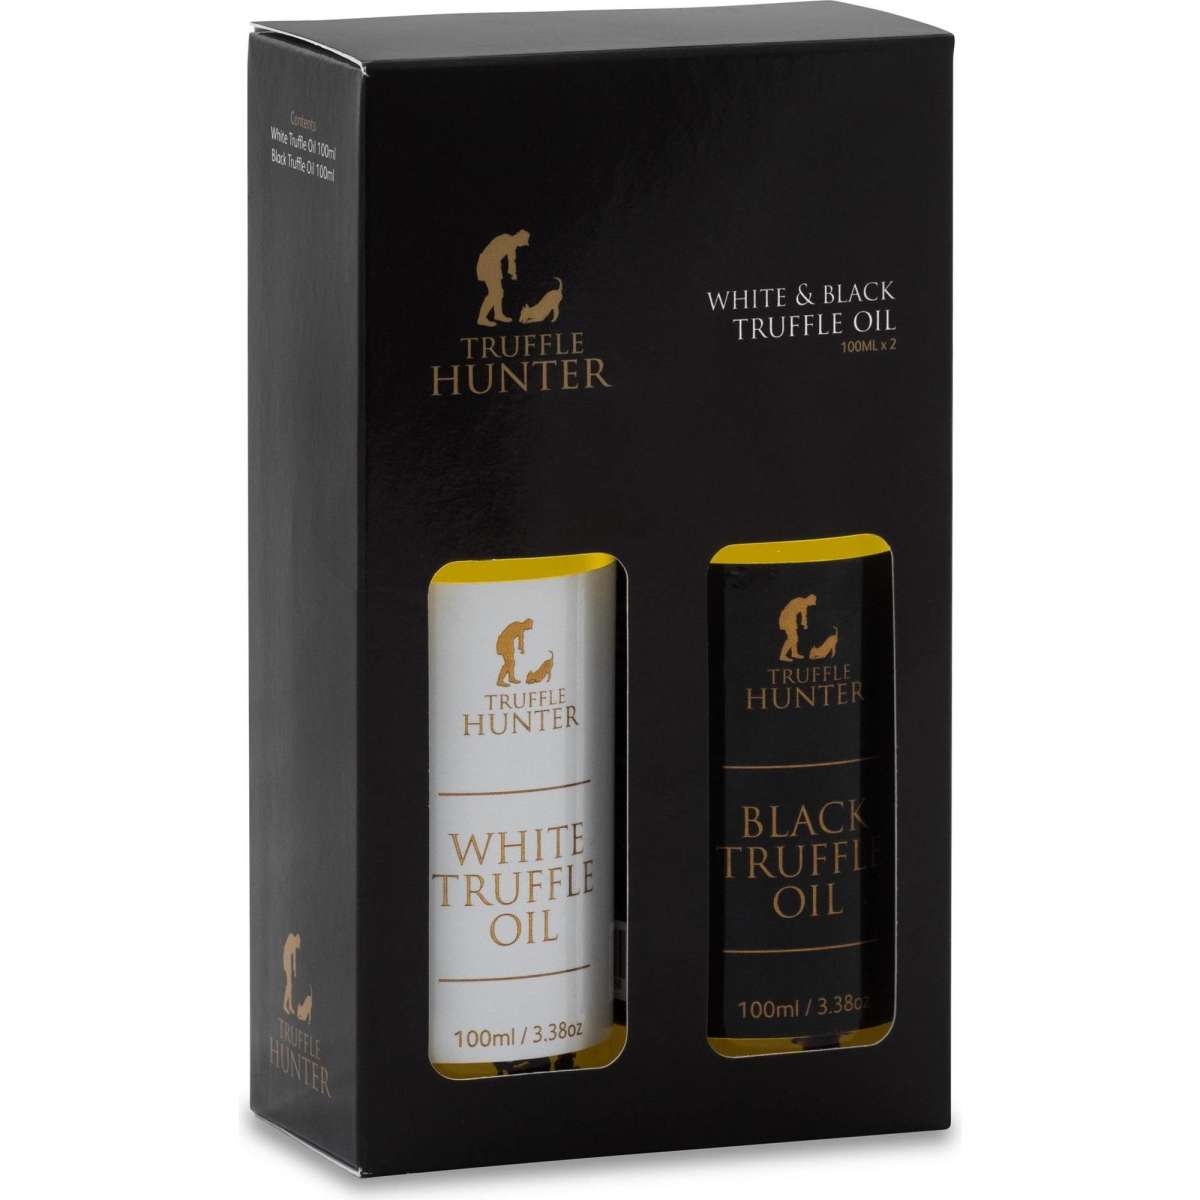 Contents
White Truffle Oil 100ml
Black Truffle Oil 100ml
TRUFFLE
HUNTER
WHITE & BLACK
TRUFFLE OIL
100ML x 2
TRUFFLE
HUNTER
WHITE
TRUFFLE
OIL
100ml / 3.38oz
TRUFFLE
HUNTER
BLACK
TRUFFLE
OIL
100ml / 3.38oz
TRUFFLE
HUNTER